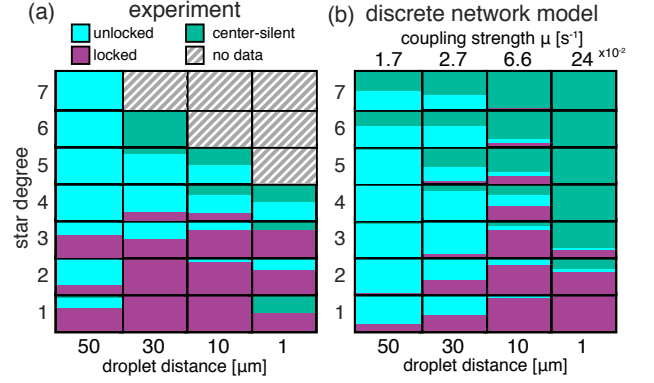 (a) experiment
unlocked center-silent
locked no data
star degree
7
6
5
4
3
2
1
50 30 10 1
droplet distance [μm]
(b) discrete network model
coupling strength μ [s⁻¹]
1.7 2.7 6.6 24 x10⁻²
7
6
5
4
3
2
1
50 30 10 1
droplet distance [μm]